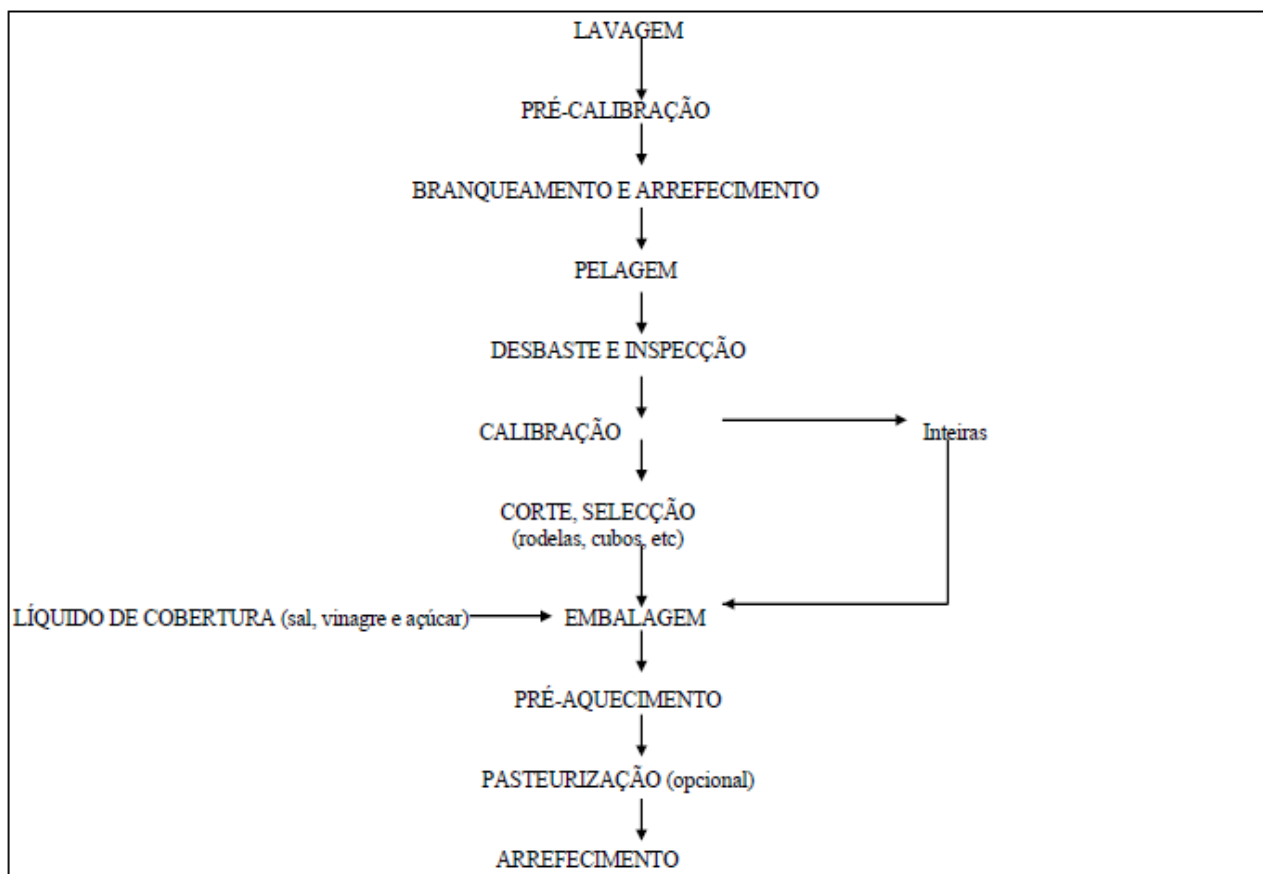 LAVAGEM
PRÉ-CALIBRAÇÃO
BRANQUEAMENTO E ARREFECIMENTO
PELAGEM
DESBASTE E INSPECÇÃO
CALIBRAÇÃO
Inteiras
CORTE, SELECÇÃO
(rodelas, cubos, etc)
LÍQUIDO DE COBERTURA (sal, vinagre e açúcar)
EMBALAGEM
PRÉ-AQUECIMENTO
PASTEURIZAÇÃO (opcional)
ARREFECIMENTO